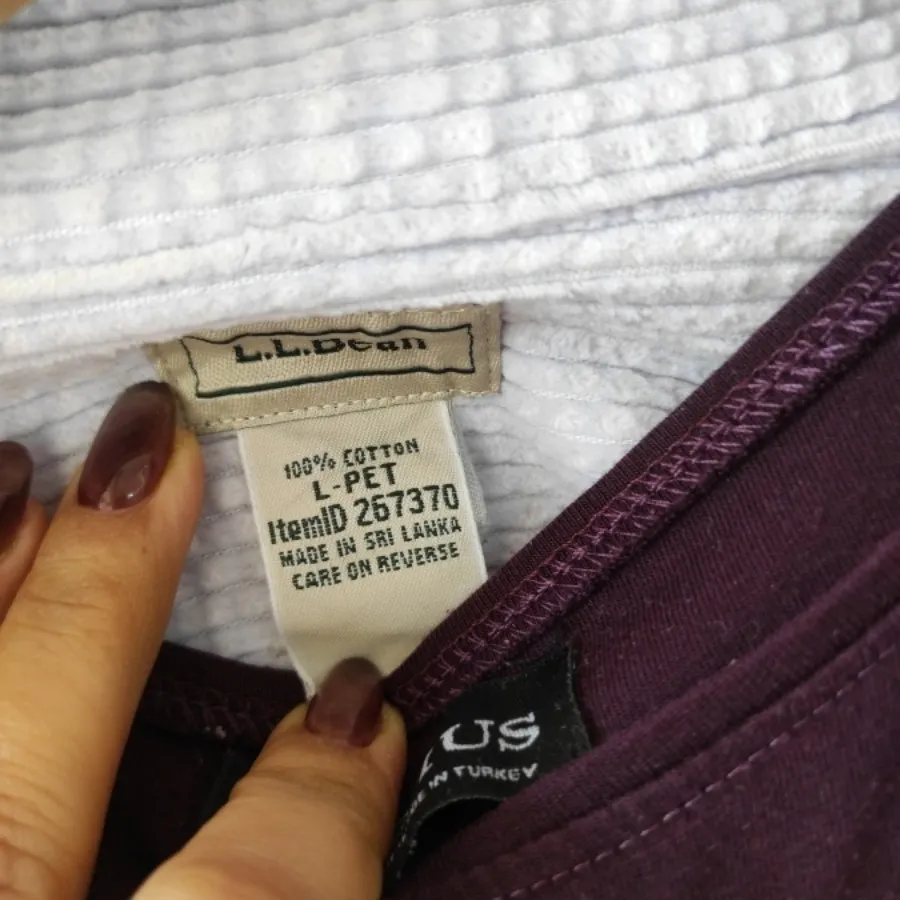 L.L.Bean
100% COTTON
L-PET
ItemID 267370
MADE IN SRI LANKA
CARE ON REVERSE
US
IN TURKEY